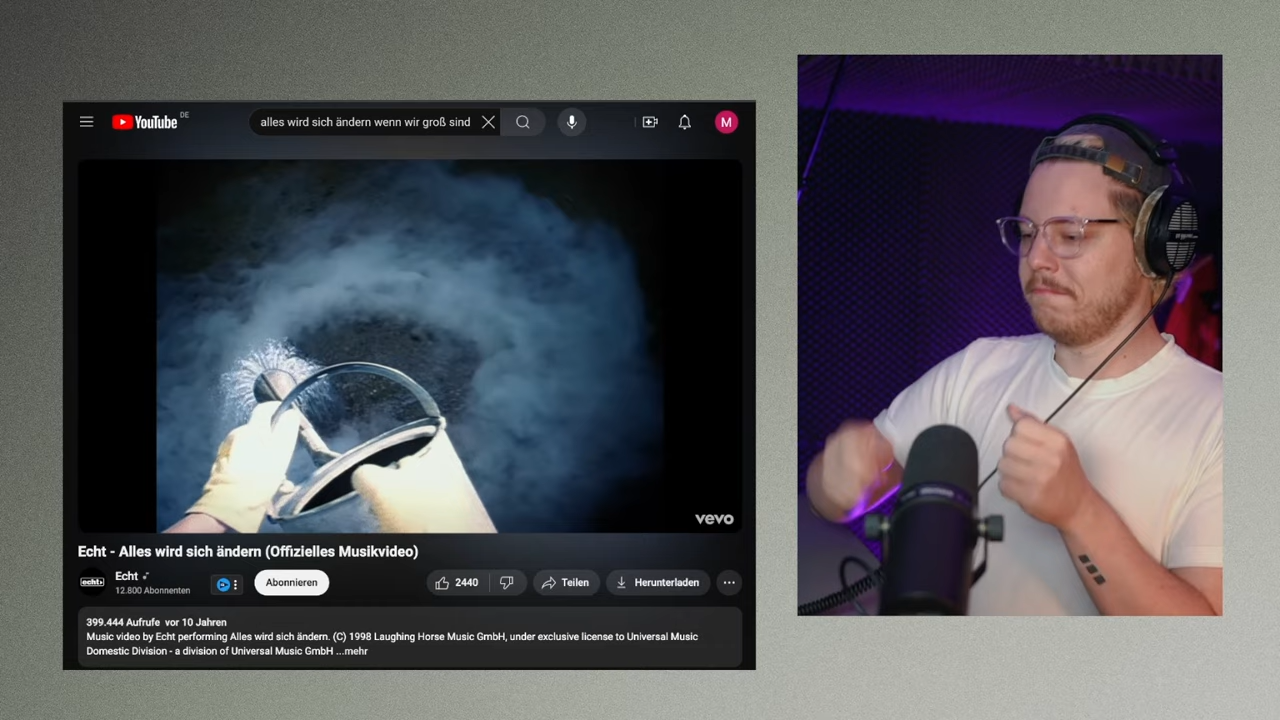 YouTube DE
alles wird sich ändern wenn wir groß sind
M
vevo
Echt - Alles wird sich ändern (Offizielles Musikvideo)
echt
Echt
12.800 Abonnenten
Abonnieren
2440
Teilen
Herunterladen
399.444 Aufrufe vor 10 Jahren
Music video by Echt performing Alles wird sich ändern. (C) 1998 Laughing Horse Music GmbH, under exclusive license to Universal Music
Domestic Division - a division of Universal Music GmbH ...mehr